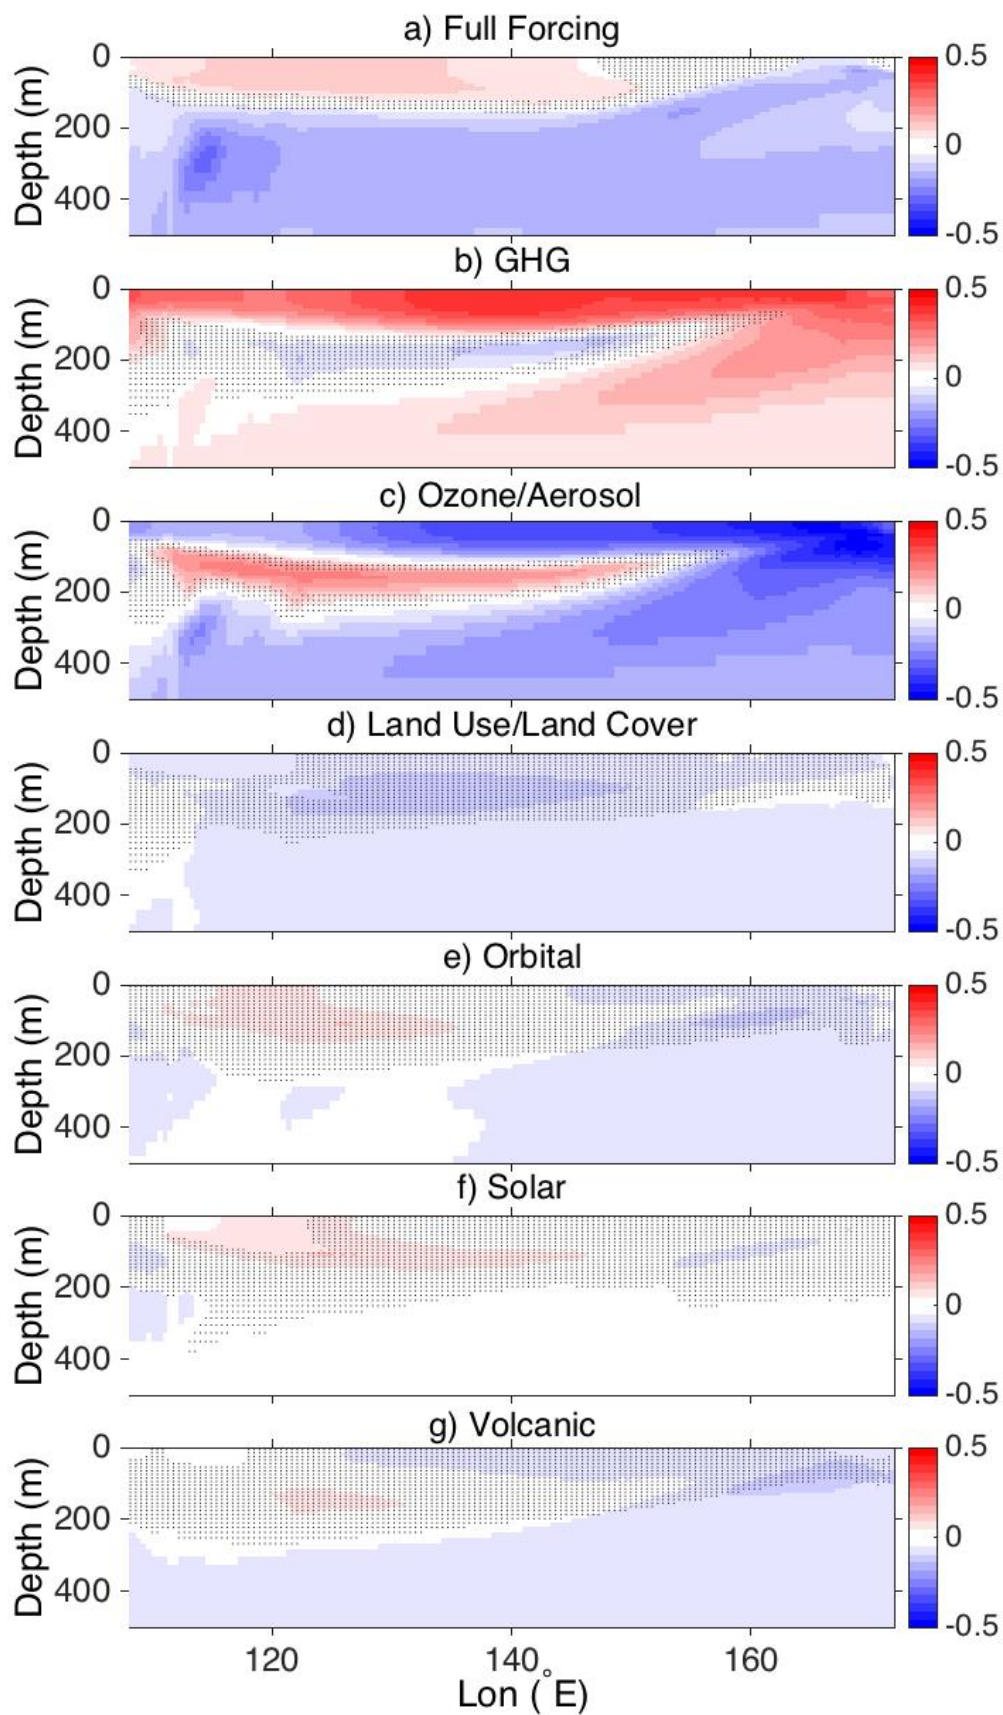 a) Full Forcing
Depth (m)
0
200
400
0.5
0
-0.5
b) GHG
Depth (m)
0
200
400
0.5
0
-0.5
c) Ozone/Aerosol
Depth (m)
0
200
400
0.5
0
-0.5
d) Land Use/Land Cover
Depth (m)
0
200
400
0.5
0
-0.5
e) Orbital
Depth (m)
0
200
400
0.5
0
-0.5
f) Solar
Depth (m)
0
200
400
0.5
0
-0.5
g) Volcanic
Depth (m)
0
200
400
0.5
0
-0.5
120 140 160
Lon (°E)